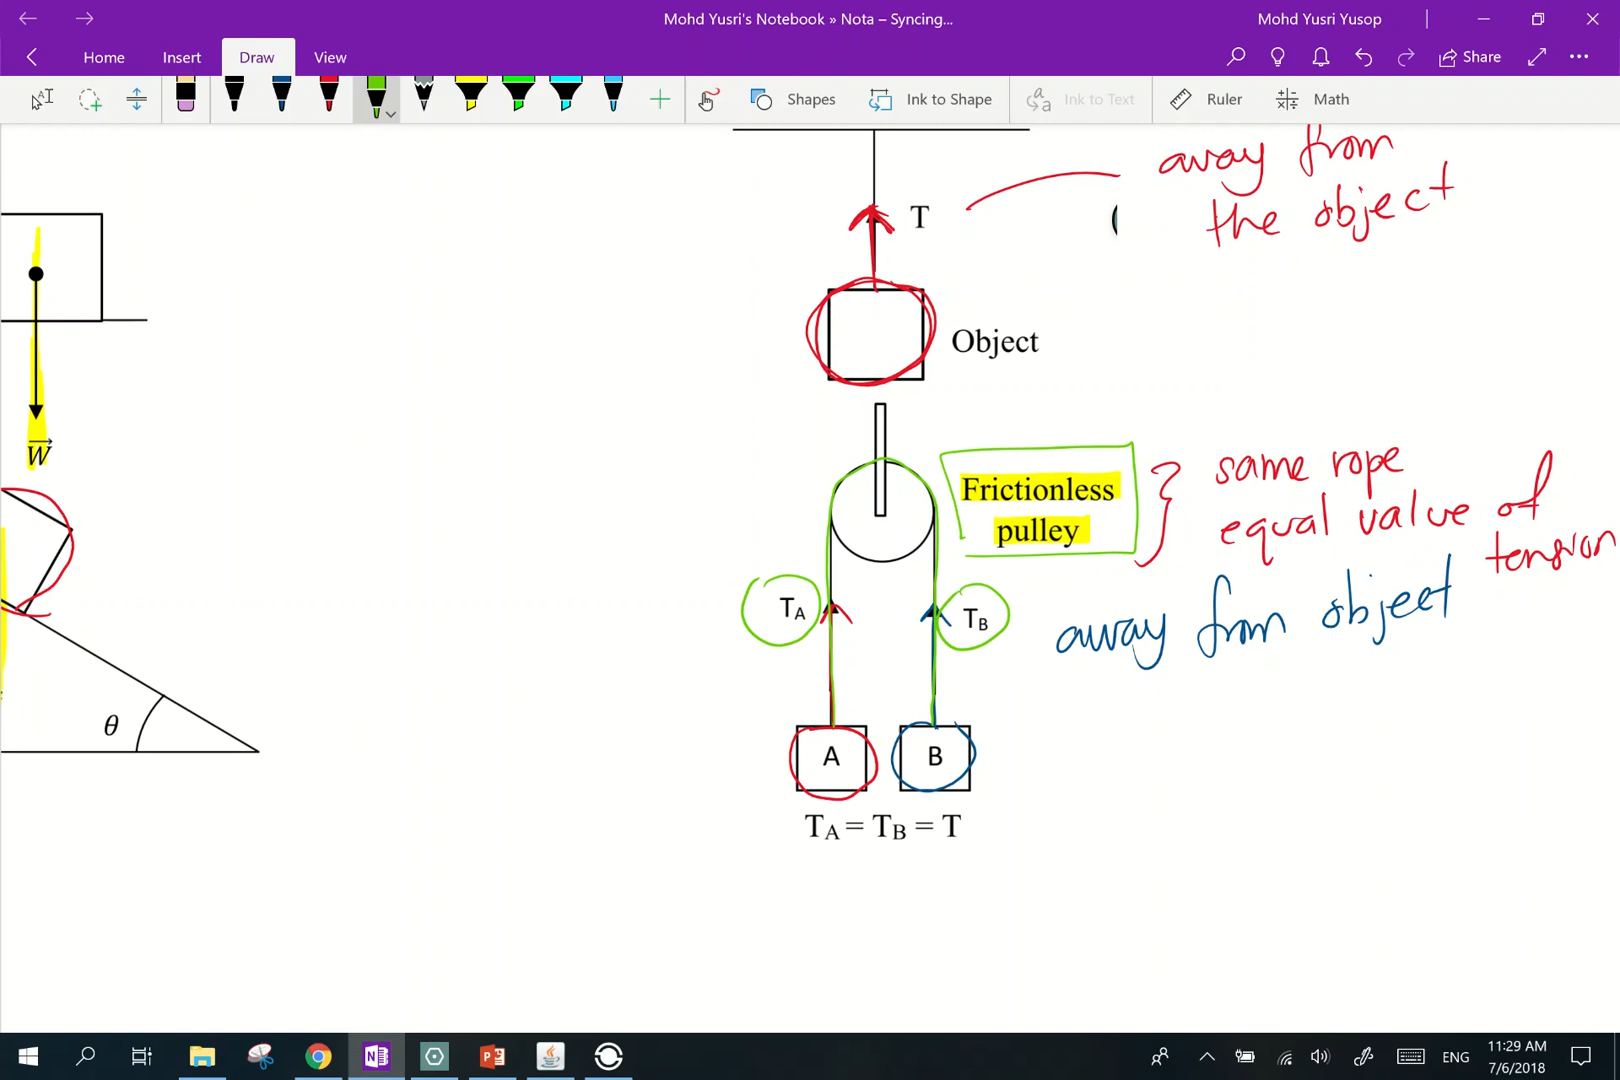 Mohd Yusri's Notebook » Nota – Syncing...
Mohd Yusri Yusop
Home
Insert
Draw
View
Share
Shapes
Ink to Shape
Ink to Text
Ruler
Math
away from
the object
T
Object
W
Frictionless
pulley
same rope
equal value of
tension
away from object
TA
TB
θ
A
B
TA = TB = T
ENG
11:29 AM
7/6/2018